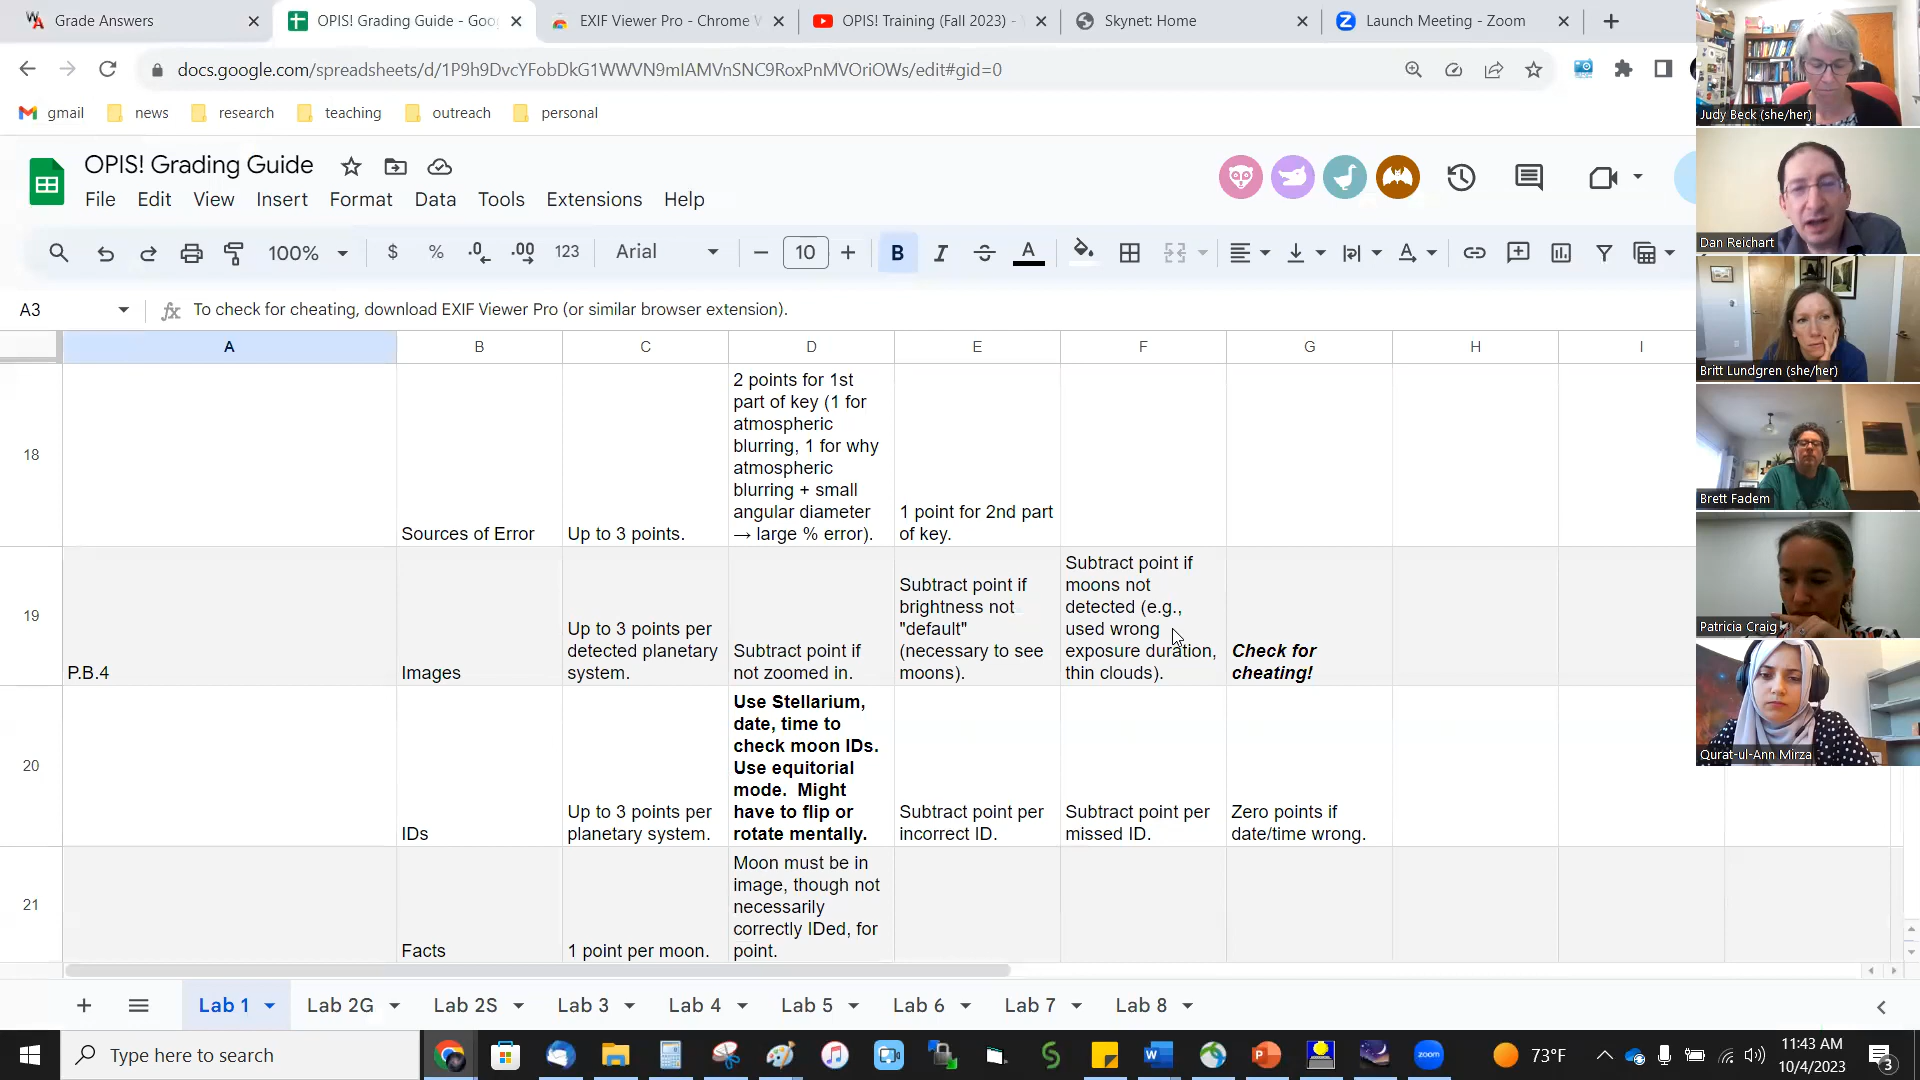 Grade Answers
OPIS! Grading Guide - Goo
EXIF Viewer Pro - Chrome W
OPIS! Training (Fall 2023) -
Skynet: Home
Launch Meeting - Zoom
docs.google.com/spreadsheets/d/1P9h9DvcYFobDkG1WWVN9mIAMVnSNC9RoxPnMVOriOWs/edit#gid=0
gmail
news
research
teaching
outreach
personal
OPIS! Grading Guide
File Edit View Insert Format Data Tools Extensions Help
100% $ % .0 .00 123 Arial 10 B I S A
A3
fx To check for cheating, download EXIF Viewer Pro (or similar browser extension).
A B C D E F G H I
18
Sources of Error
Up to 3 points.
2 points for 1st
part of key (1 for
atmospheric
blurring, 1 for why
atmospheric
blurring + small
angular diameter
→ large % error).
1 point for 2nd part
of key.
19
P.B.4
Images
Up to 3 points per
detected planetary
system.
Subtract point if
not zoomed in.
Subtract point if
brightness not
"default"
(necessary to see
moons).
Subtract point if
moons not
detected (e.g.,
used wrong
exposure duration,
thin clouds).
Check for
cheating!
20
IDs
Up to 3 points per
planetary system.
Use Stellarium,
date, time to
check moon IDs.
Use equitorial
mode. Might
have to flip or
rotate mentally.
Subtract point per
incorrect ID.
Subtract point per
missed ID.
Zero points if
date/time wrong.
21
Facts
1 point per moon.
Moon must be in
image, though not
necessarily
correctly IDed, for
point.
Lab 1
Lab 2G
Lab 2S
Lab 3
Lab 4
Lab 5
Lab 6
Lab 7
Lab 8
Judy Beck (she/her)
Dan Reichart
Britt Lundgren (she/her)
Brett Fadem
Patricia Craig
Qurat-ul-Ann Mirza
Type here to search
zoom
73°F
11:43 AM
10/4/2023
3